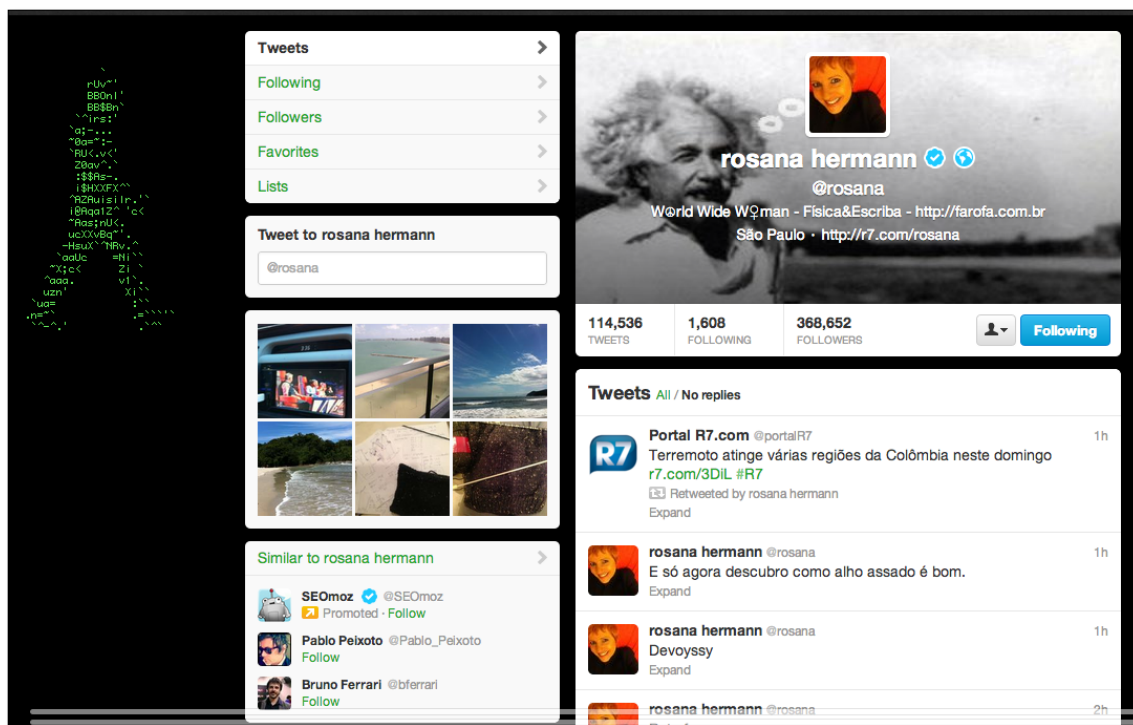 Tweets
Following
Followers
Favorites
Lists
Tweet to rosana hermann
@rosana
Similar to rosana hermann
SEOmoz @SEOmoz
Promoted · Follow
Pablo Peixoto @Pablo_Peixoto
Follow
Bruno Ferrari @bferrari
Follow
rosana hermann
@rosana
W☮rld Wide W♀man - Física&Escriba - http://farofa.com.br
São Paulo · http://r7.com/rosana
114,536
TWEETS
1,608
FOLLOWING
368,652
FOLLOWERS
Following
Tweets All / No replies
R7
Portal R7.com @portalR7 1h
Terremoto atinge várias regiões da Colômbia neste domingo
r7.com/3DiL #R7
Retweeted by rosana hermann
Expand
rosana hermann @rosana 1h
E só agora descubro como alho assado é bom.
Expand
rosana hermann @rosana 1h
Devoyssy
Expand
rosana hermann @rosana 2h